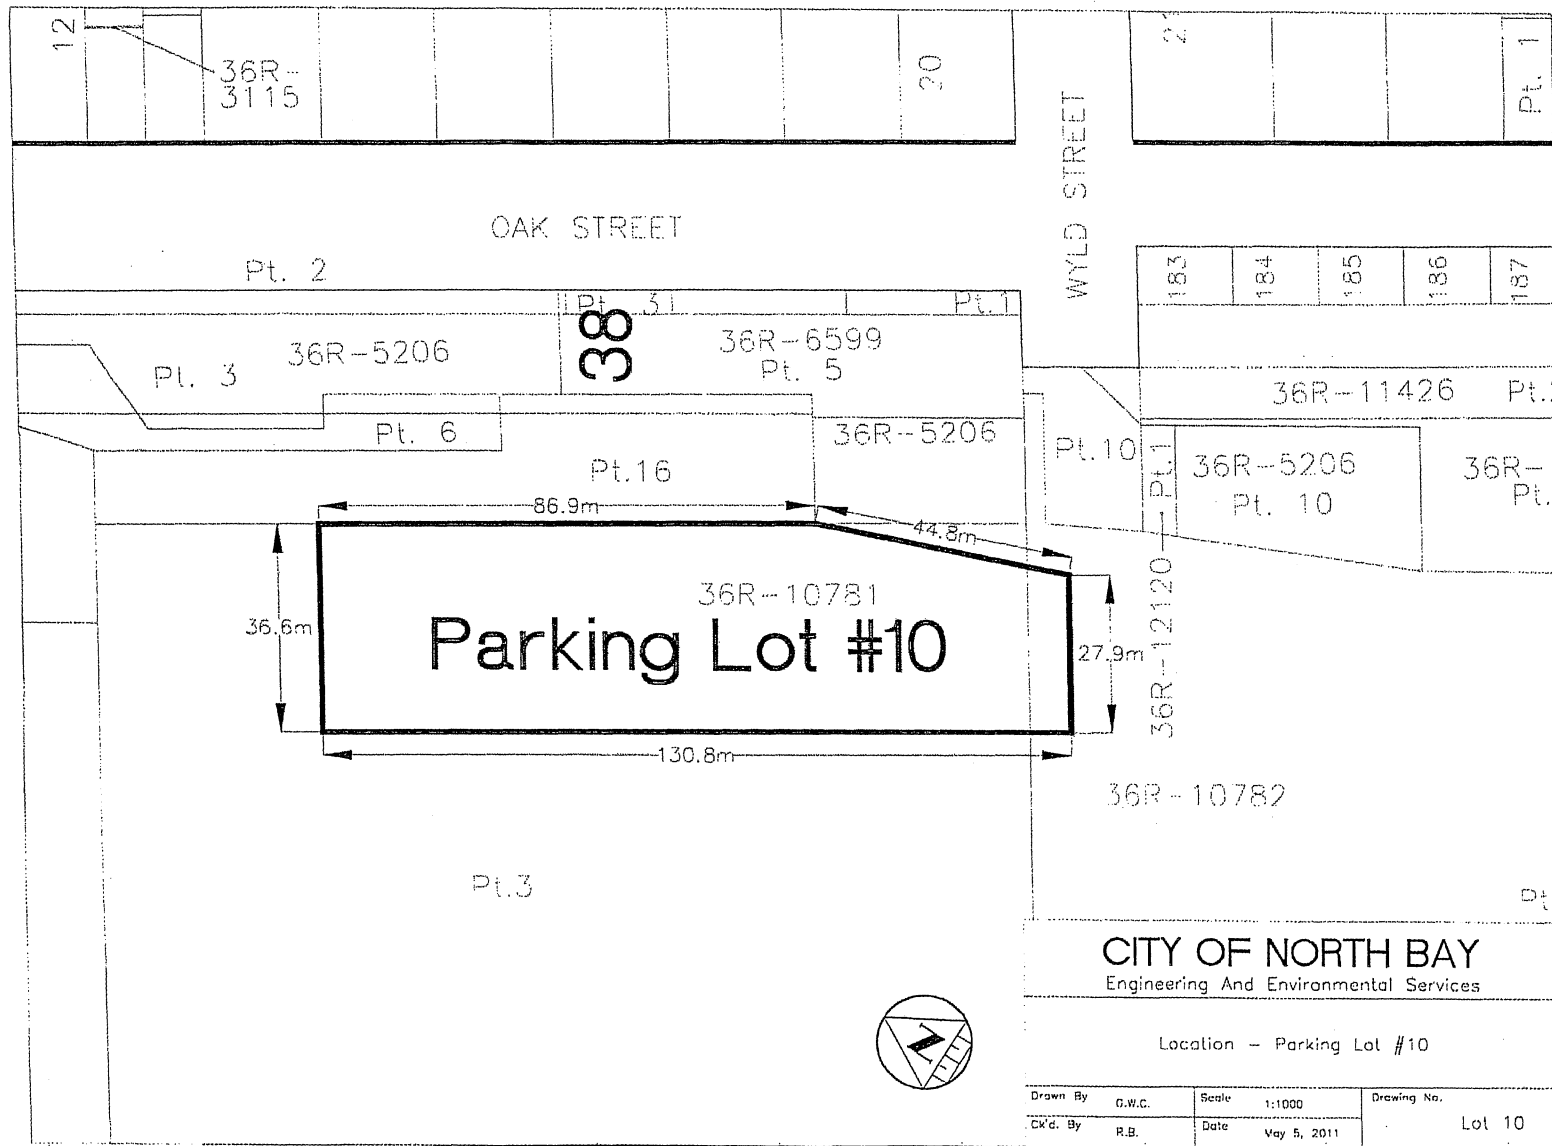 12
36R-
3115
20
21
Pt. 1
WYLD STREET
OAK STREET
Pt. 2
183
184
185
186
187
Pt. 3
Pt.1
38
36R-5206
Pt. 3
36R-6599
Pt. 5
36R-11426 Pt.
Pt. 6
36R-5206
Pt.16
Pt.10
36R-12120 Pt.1
36R-5206
Pt. 10
36R-
Pt.
86.9m
44.8m
36R-10781
36.6m
Parking Lot #10
27.9m
130.8m
36R-10782
Pt.3
Pt
N
CITY OF NORTH BAY
Engineering And Environmental Services
Location - Parking Lot #10
Drawn By G.W.C.
Scale 1:1000
Drawing No.
Ck'd. By R.B.
Date May 5, 2011
Lot 10